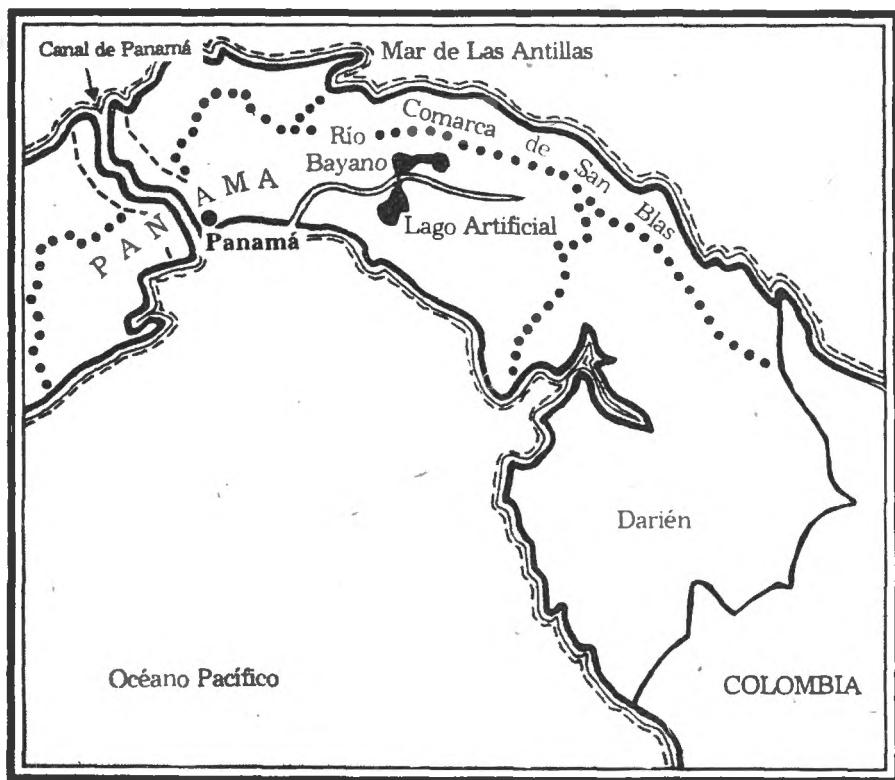 Canal de Panamá
Mar de Las Antillas
Comarca de San Blas
Río
Bayano
PANAMA
Lago Artificial
Panamá
Darién
Océano Pacífico
COLOMBIA